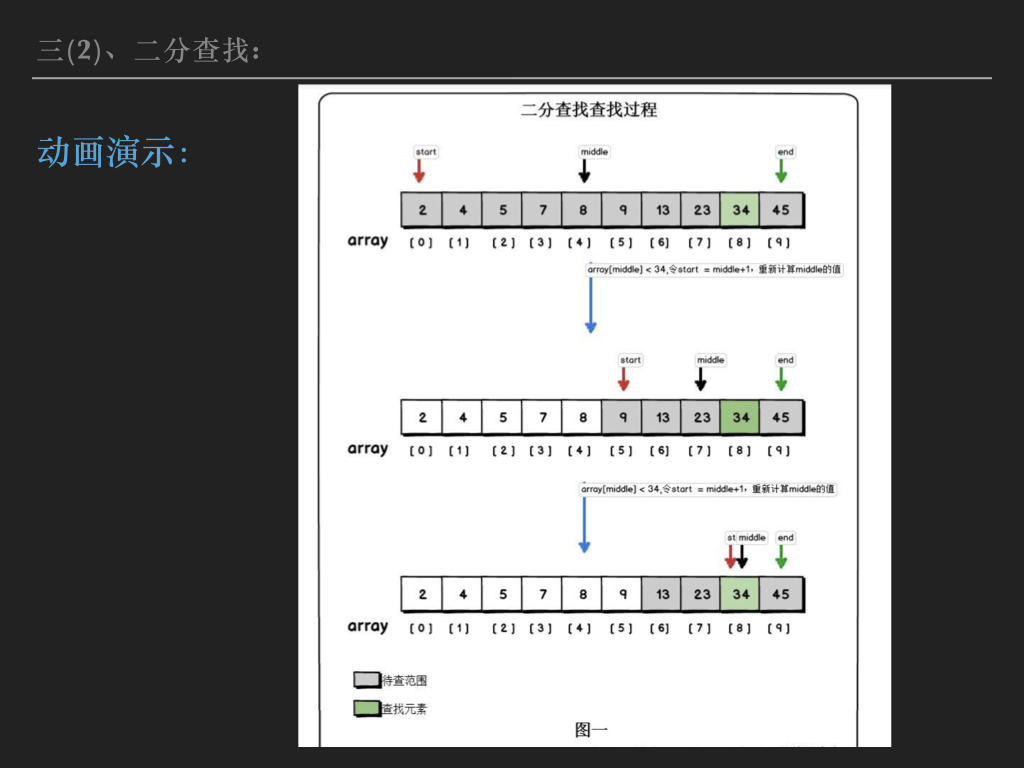 三(2)、二分查找：
动画演示：
二分查找查找过程
start middle end
2 4 5 7 8 9 13 23 34 45
array [0] [1] [2] [3] [4] [5] [6] [7] [8] [9]
array[middle] < 34,令start = middle+1，重新计算middle的值
start middle end
2 4 5 7 8 9 13 23 34 45
array [0] [1] [2] [3] [4] [5] [6] [7] [8] [9]
array[middle] < 34,令start = middle+1，重新计算middle的值
st middle end
2 4 5 7 8 9 13 23 34 45
array [0] [1] [2] [3] [4] [5] [6] [7] [8] [9]
待查范围
查找元素
图一